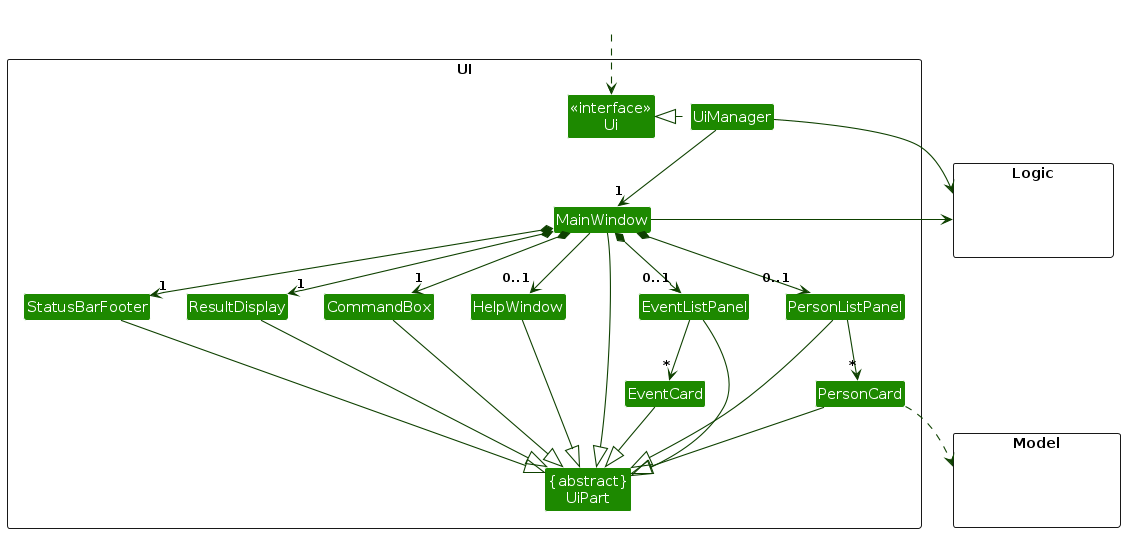 UI
«interface»
Ui
UiManager
Logic
1
MainWindow
1
1
1
0..1
0..1
0..1
StatusBarFooter
ResultDisplay
CommandBox
HelpWindow
EventListPanel
PersonListPanel
*
*
EventCard
PersonCard
Model
{abstract}
UiPart